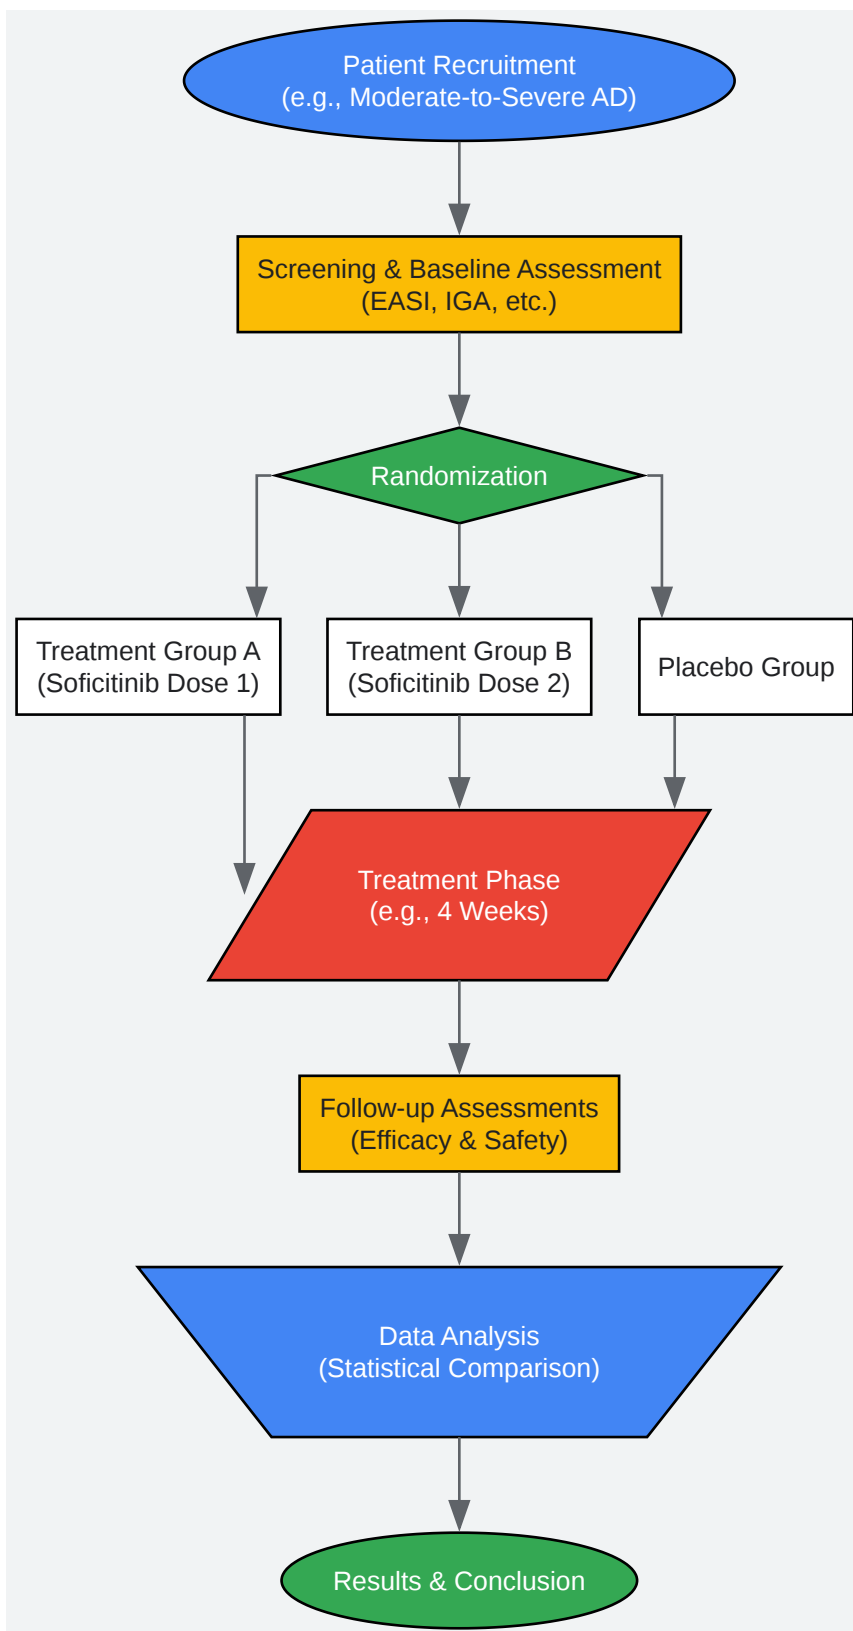 Patient Recruitment
(e.g., Moderate-to-Severe AD)
Screening & Baseline Assessment
(EASI, IGA, etc.)
Randomization
Treatment Group A
(Soficitinib Dose 1)
Treatment Group B
(Soficitinib Dose 2)
Placebo Group
Treatment Phase
(e.g., 4 Weeks)
Follow-up Assessments
(Efficacy & Safety)
Data Analysis
(Statistical Comparison)
Results & Conclusion